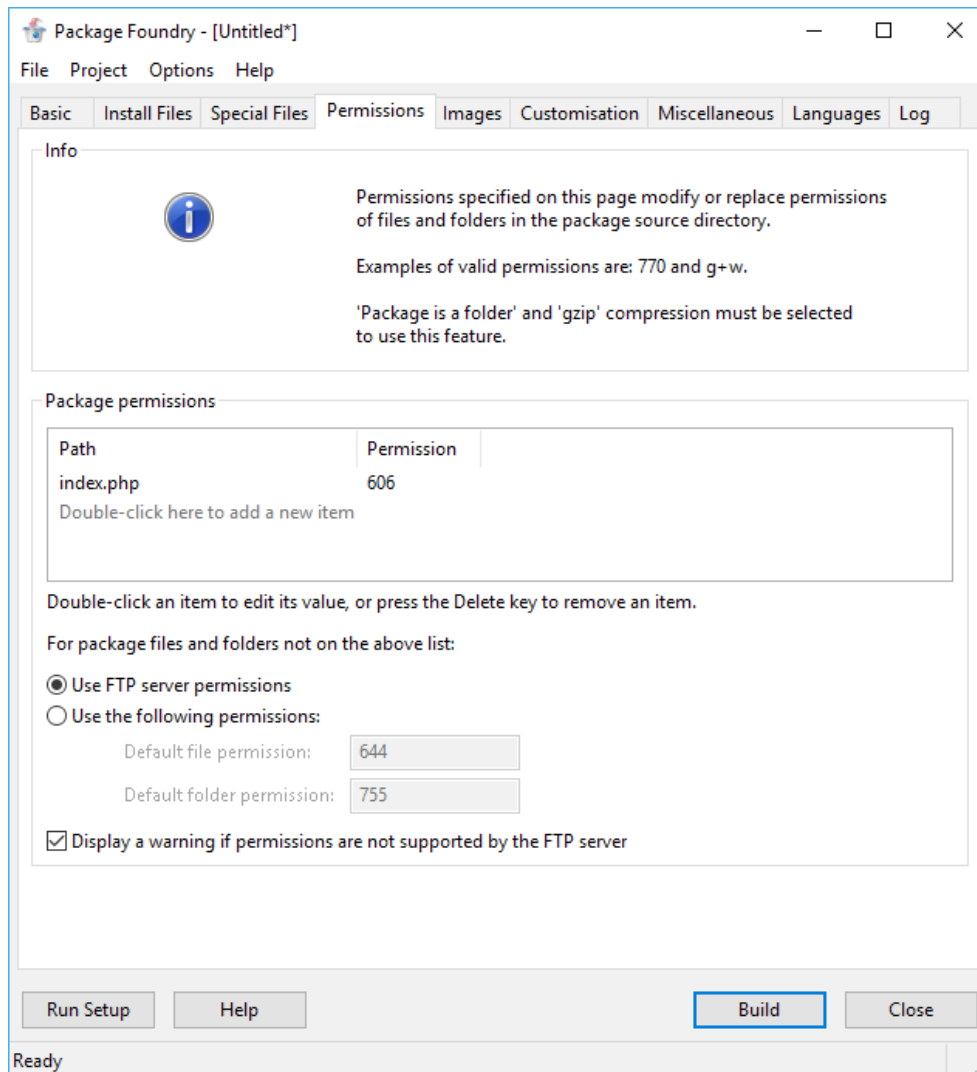 Package Foundry - [Untitled*]
File Project Options Help
Basic Install Files Special Files Permissions Images Customisation Miscellaneous Languages Log
Info
Permissions specified on this page modify or replace permissions
of files and folders in the package source directory.
Examples of valid permissions are: 770 and g+w.
'Package is a folder' and 'gzip' compression must be selected
to use this feature.
Package permissions
Path Permission
index.php 606
Double-click here to add a new item
Double-click an item to edit its value, or press the Delete key to remove an item.
For package files and folders not on the above list:
Use FTP server permissions
Use the following permissions:
Default file permission: 644
Default folder permission: 755
Display a warning if permissions are not supported by the FTP server
Run Setup Help Build Close
Ready